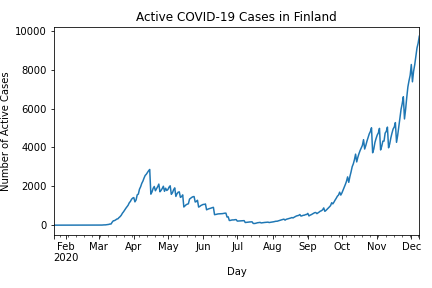 Active COVID-19 Cases in Finland
Number of Active Cases
10000
8000
6000
4000
2000
0
Feb Mar Apr May Jun Jul Aug Sep Oct Nov Dec
2020
Day